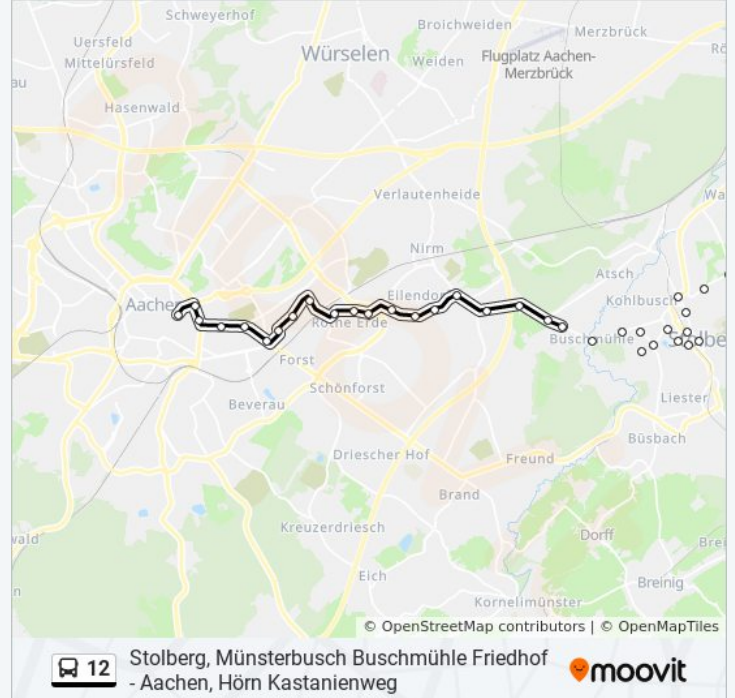 Schweyerhof
Broichweiden
Uersfeld
Mittelürsfeld
Würselen
Merzbrück
Weiden
Flugplatz Aachen-
Merzbrück
Hasenwald
Verlautenheide
Nirm
Atsch
Aachen
Eilendorf
Kohlbusch
Rothe Erde
Buschmühle
Forst
Schönforst
Liester
Beverau
Büsbach
Driescher Hof
Freund
Brand
Kreuzerdriesch
Dorff
Eich
Breinig
Kornelimünster
© OpenStreetMap contributors | © OpenMapTiles
12
Stolberg, Münsterbusch Buschmühle Friedhof
- Aachen, Hörn Kastanienweg
moovit